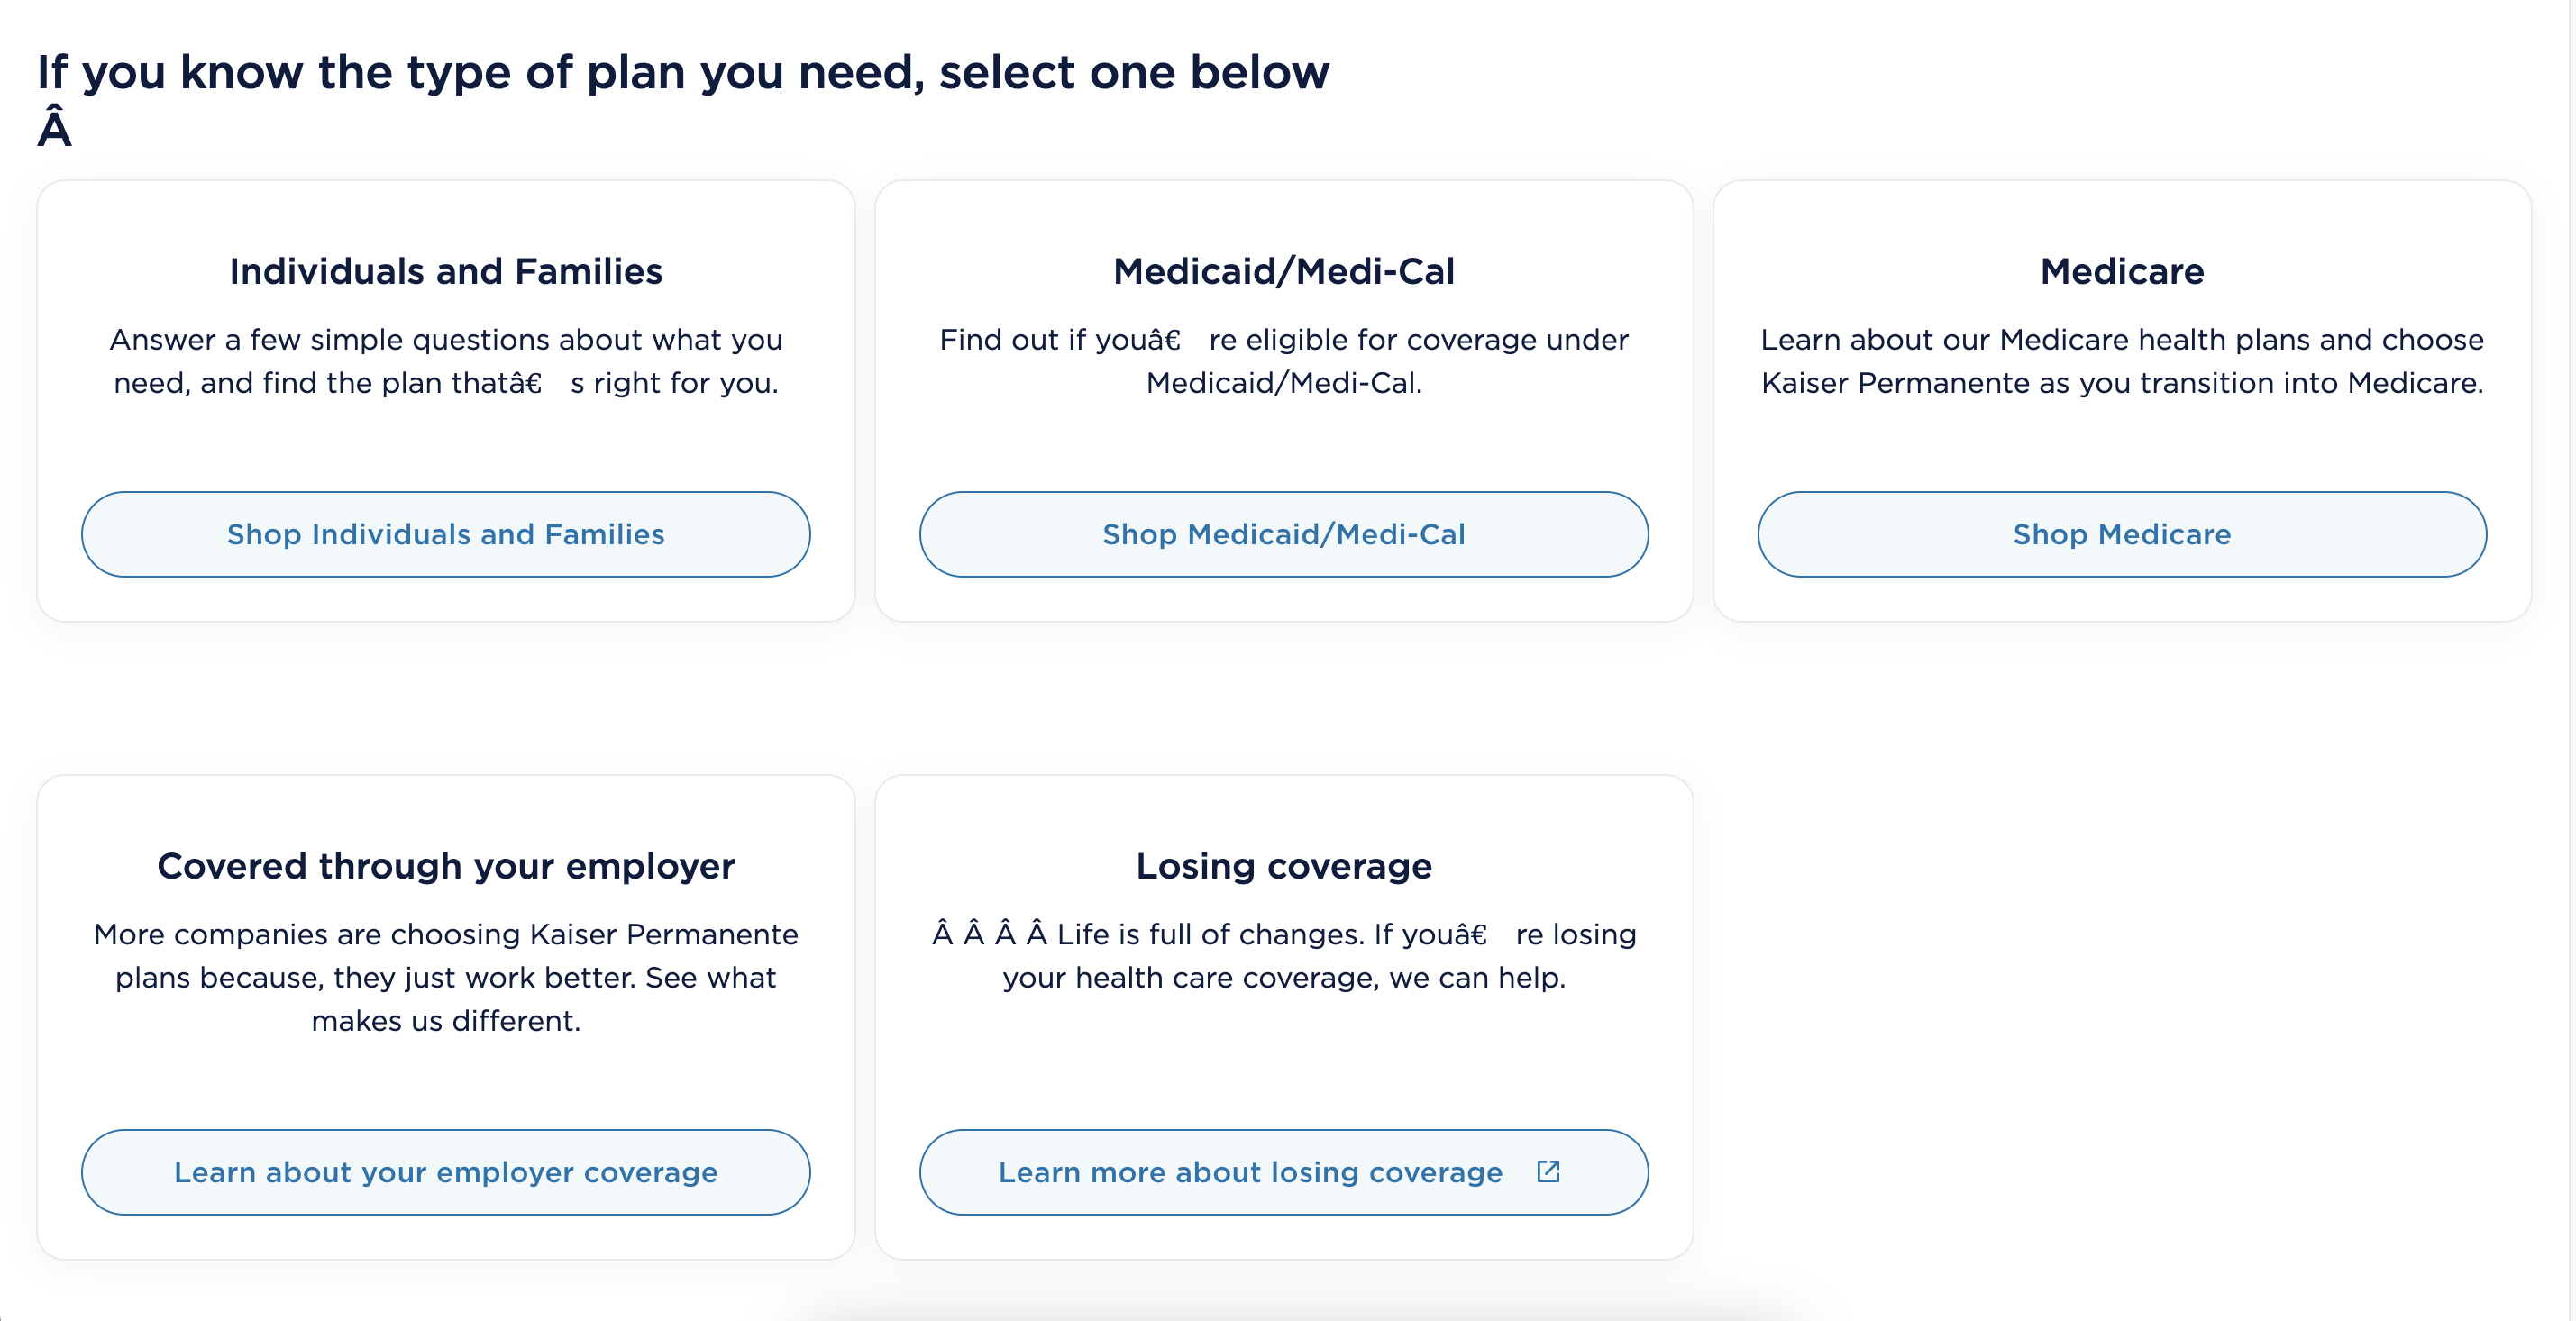 If you know the type of plan you need, select one below
Â
Individuals and Families
Answer a few simple questions about what you
need, and find the plan thatâ€ s right for you.
Shop Individuals and Families
Medicaid/Medi-Cal
Find out if youâ€ re eligible for coverage under
Medicaid/Medi-Cal.
Shop Medicaid/Medi-Cal
Medicare
Learn about our Medicare health plans and choose
Kaiser Permanente as you transition into Medicare.
Shop Medicare
Covered through your employer
More companies are choosing Kaiser Permanente
plans because, they just work better. See what
makes us different.
Learn about your employer coverage
Losing coverage
Â Â Â Â Life is full of changes. If youâ€ re losing
your health care coverage, we can help.
Learn more about losing coverage